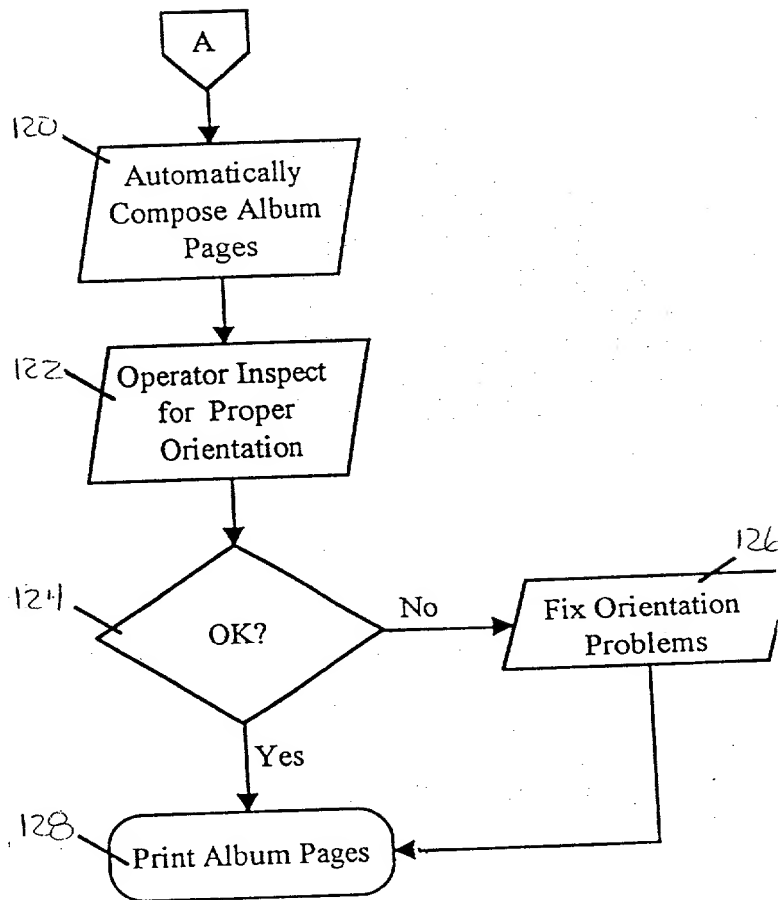 A
120
Automatically
Compose Album
Pages
122
Operator Inspect
for Proper
Orientation
124
OK?
No
126
Fix Orientation
Problems
Yes
128
Print Album Pages